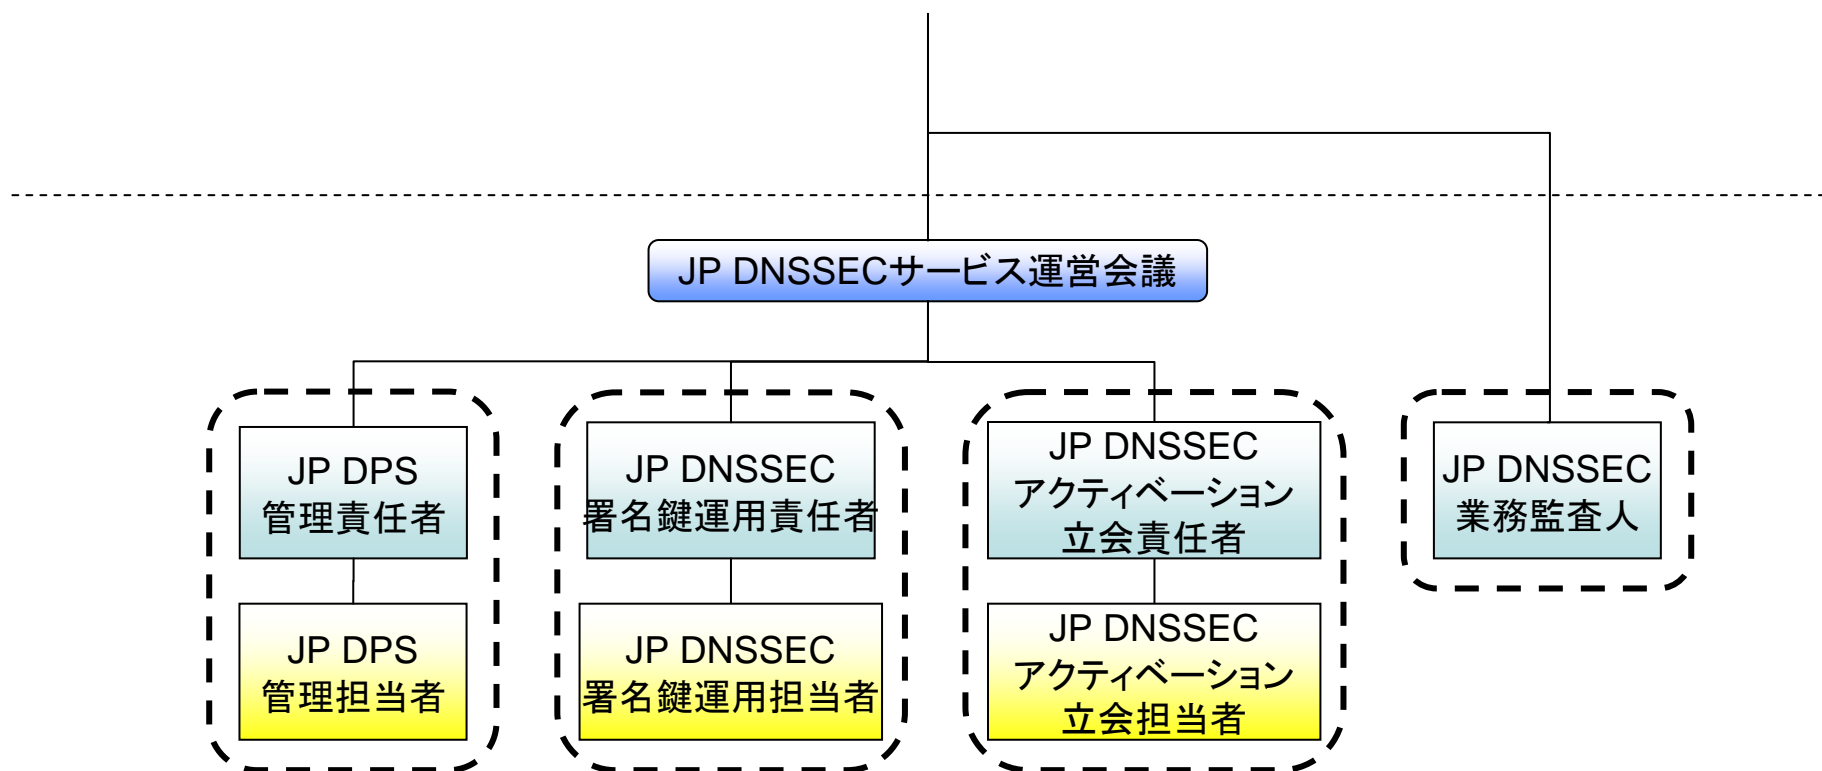 JP DNSSECサービス運営会議
JP DPS
管理責任者
JP DNSSEC
署名鍵運用責任者
JP DNSSEC
アクティベーション
立会責任者
JP DNSSEC
業務監査人
JP DPS
管理担当者
JP DNSSEC
署名鍵運用担当者
JP DNSSEC
アクティベーション
立会担当者